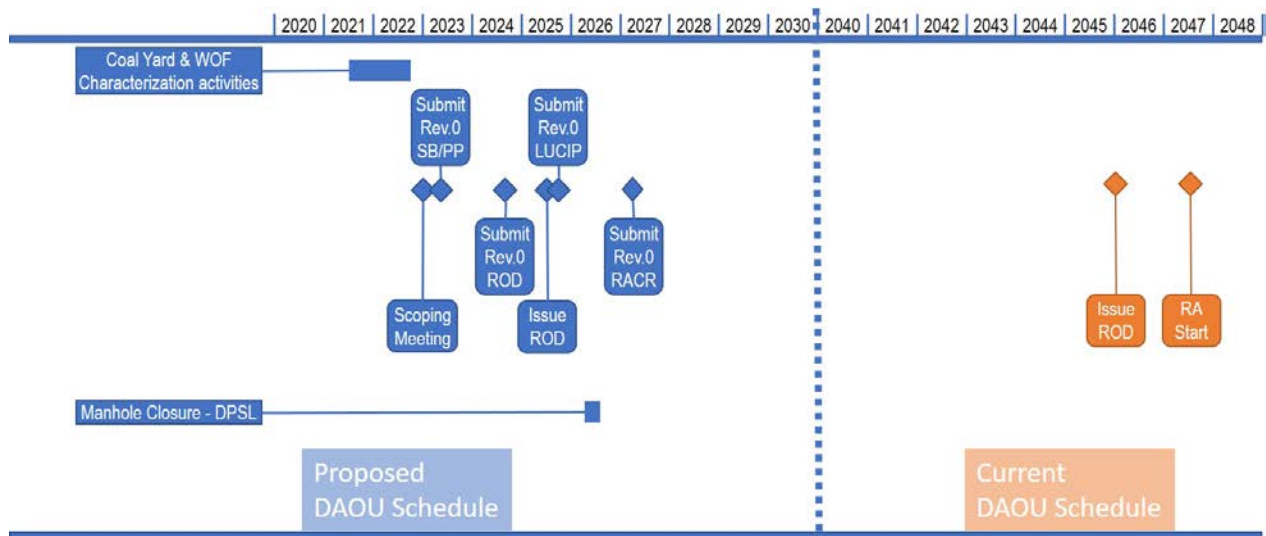 2020 2021 2022 2023 2024 2025 2026 2027 2028 2029 2030 2040 2041 2042 2043 2044 2045 2046 2047 2048
Coal Yard & WOF
Characterization activities
Submit
Rev.0
SB/PP
Submit
Rev.0
LUCIP
Submit
Rev.0
ROD
Submit
Rev.0
RACR
Scoping
Meeting
Issue
ROD
Issue
ROD
RA
Start
Manhole Closure - DPSL
Proposed
DAOU Schedule
Current
DAOU Schedule